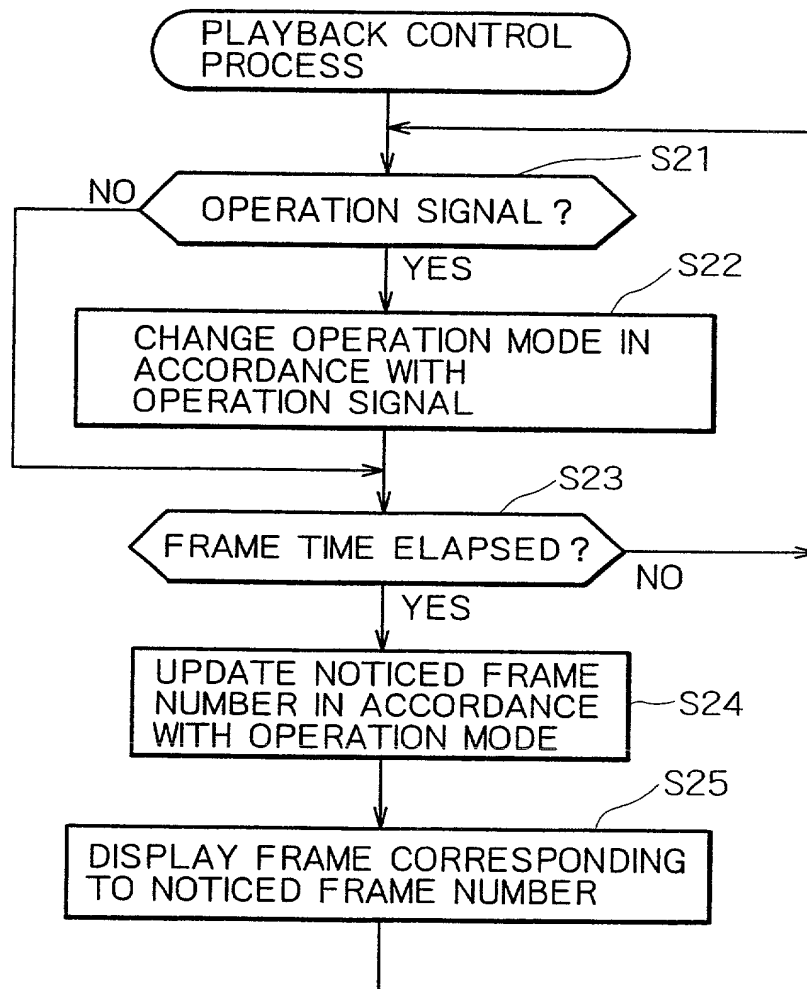 PLAYBACK CONTROL
PROCESS
S21
NO
OPERATION SIGNAL?
YES
S22
CHANGE OPERATION MODE IN
ACCORDANCE WITH
OPERATION SIGNAL
S23
FRAME TIME ELAPSED?
NO
YES
UPDATE NOTICED FRAME
NUMBER IN ACCORDANCE
WITH OPERATION MODE
S24
S25
DISPLAY FRAME CORRESPONDING
TO NOTICED FRAME NUMBER